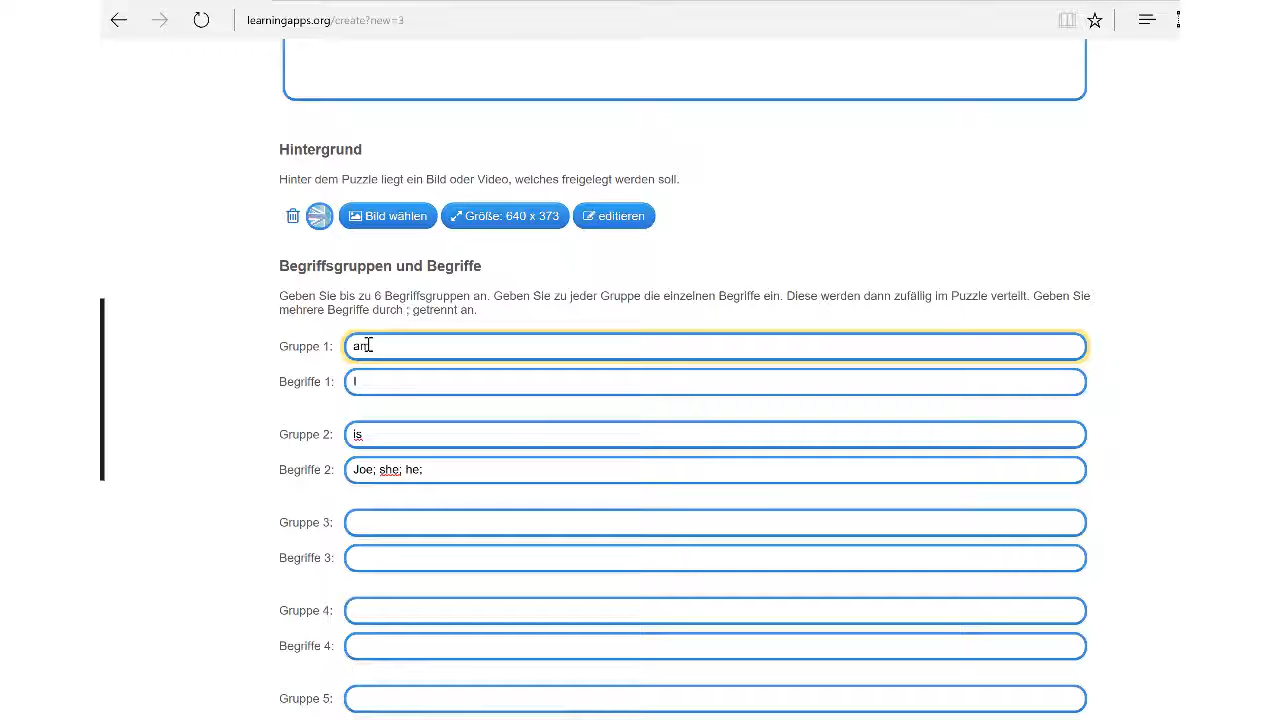 learningapps.org/create?new=3
Hintergrund
Hinter dem Puzzle liegt ein Bild oder Video, welches freigelegt werden soll.
Bild wählen Größe: 640 x 373 editieren
Begriffsgruppen und Begriffe
Geben Sie bis zu 6 Begriffsgruppen an. Geben Sie zu jeder Gruppe die einzelnen Begriffe ein. Diese werden dann zufällig im Puzzle verteilt. Geben Sie
mehrere Begriffe durch ; getrennt an.
Gruppe 1: am
Begriffe 1: I
Gruppe 2: is
Begriffe 2: Joe; she; he;
Gruppe 3:
Begriffe 3:
Gruppe 4:
Begriffe 4:
Gruppe 5: